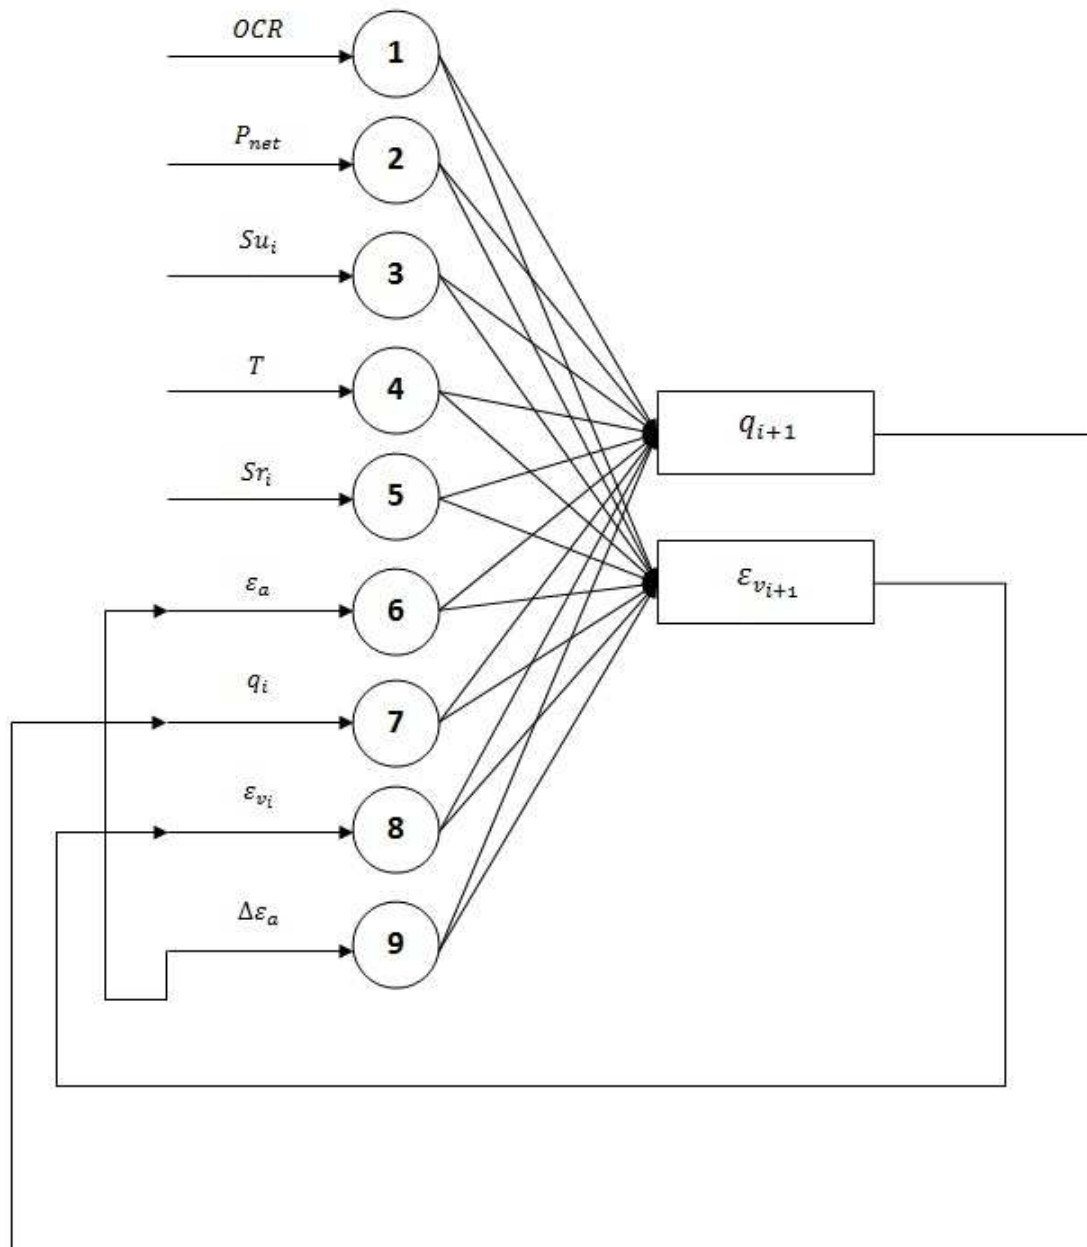 OCR
1
P_net
2
Su_i
3
T
4
q_{i+1}
Sr_i
5
ε_{v_{i+1}}
ε_a
6
q_i
7
ε_{v_i}
8
Δε_a
9